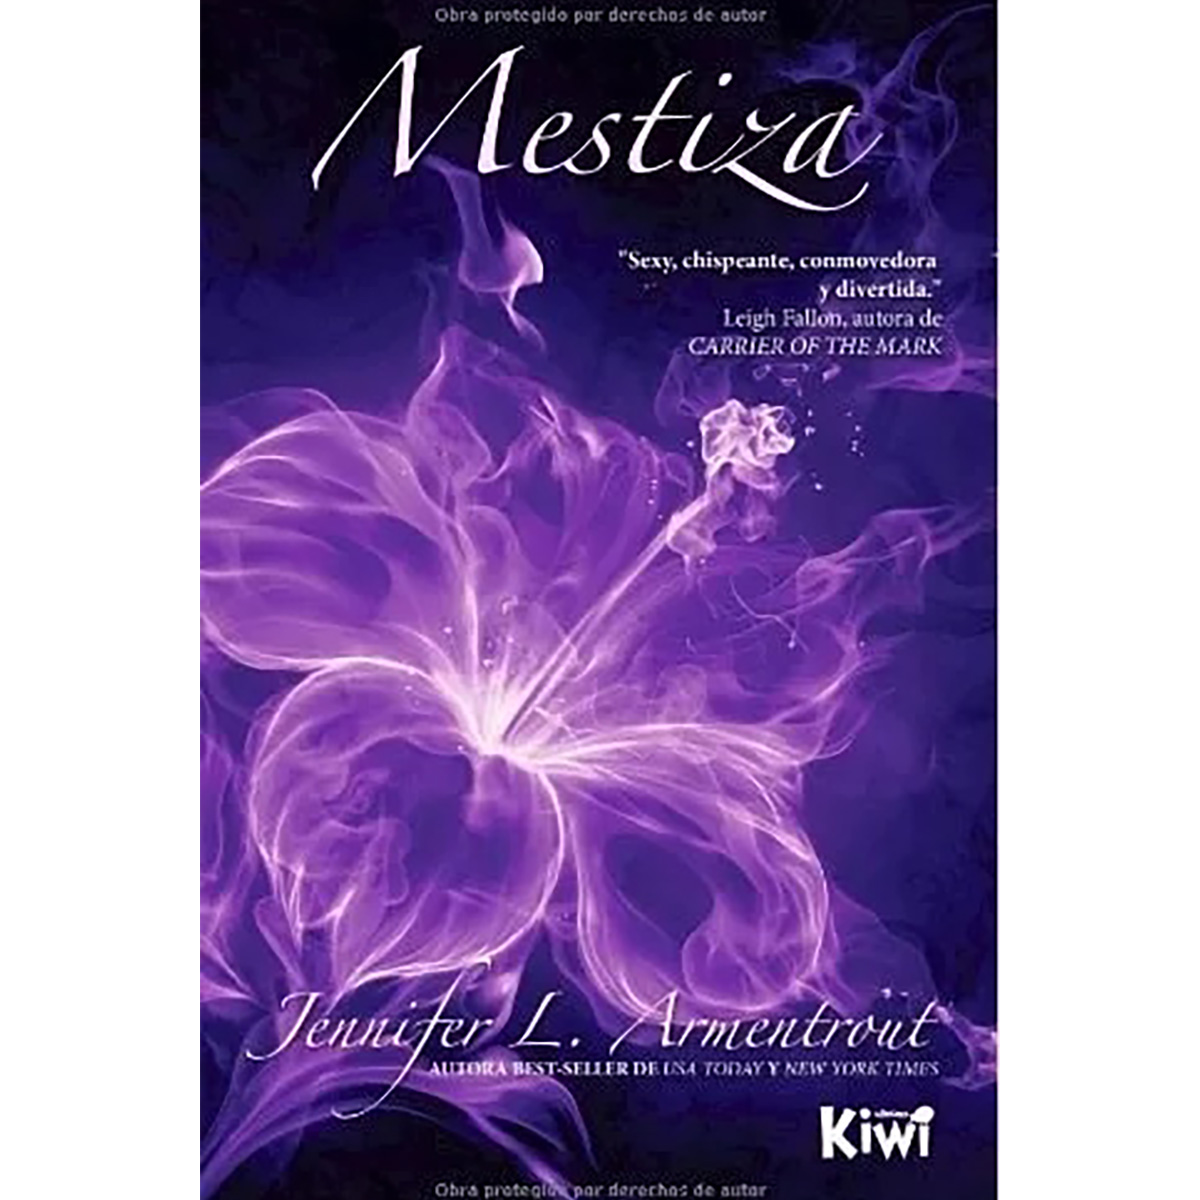 Obra protegido por derechos de autor
Mestiza
"Sexy, chispeante, conmovedora
y divertida."
Leigh Fallon, autora de
CARRIER OF THE MARK
Jennifer L. Armentrout
AUTORA BEST-SELLER DE USA TODAY Y NEW YORK TIMES
Kiwi
Obra protegido por derechos de autor